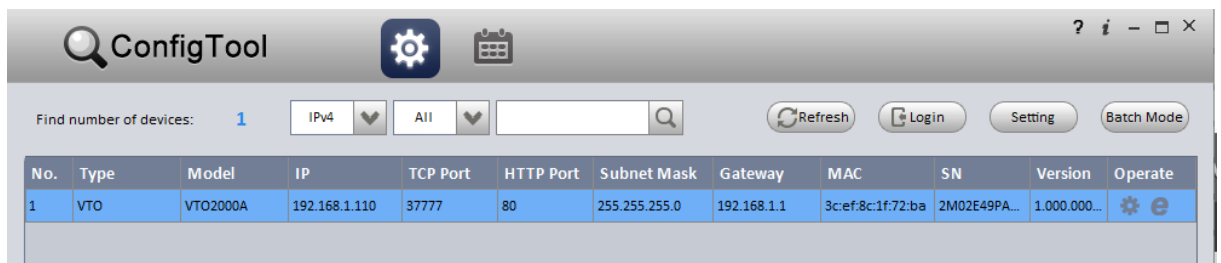 ConfigTool
? i
Find number of devices: 1 IPv4 All Refresh Login Setting Batch Mode
No. Type Model IP TCP Port HTTP Port Subnet Mask Gateway MAC SN Version Operate
1 VTO VTO2000A 192.168.1.110 37777 80 255.255.255.0 192.168.1.1 3c:ef:8c:1f:72:ba 2M02E49PA... 1.000.000...